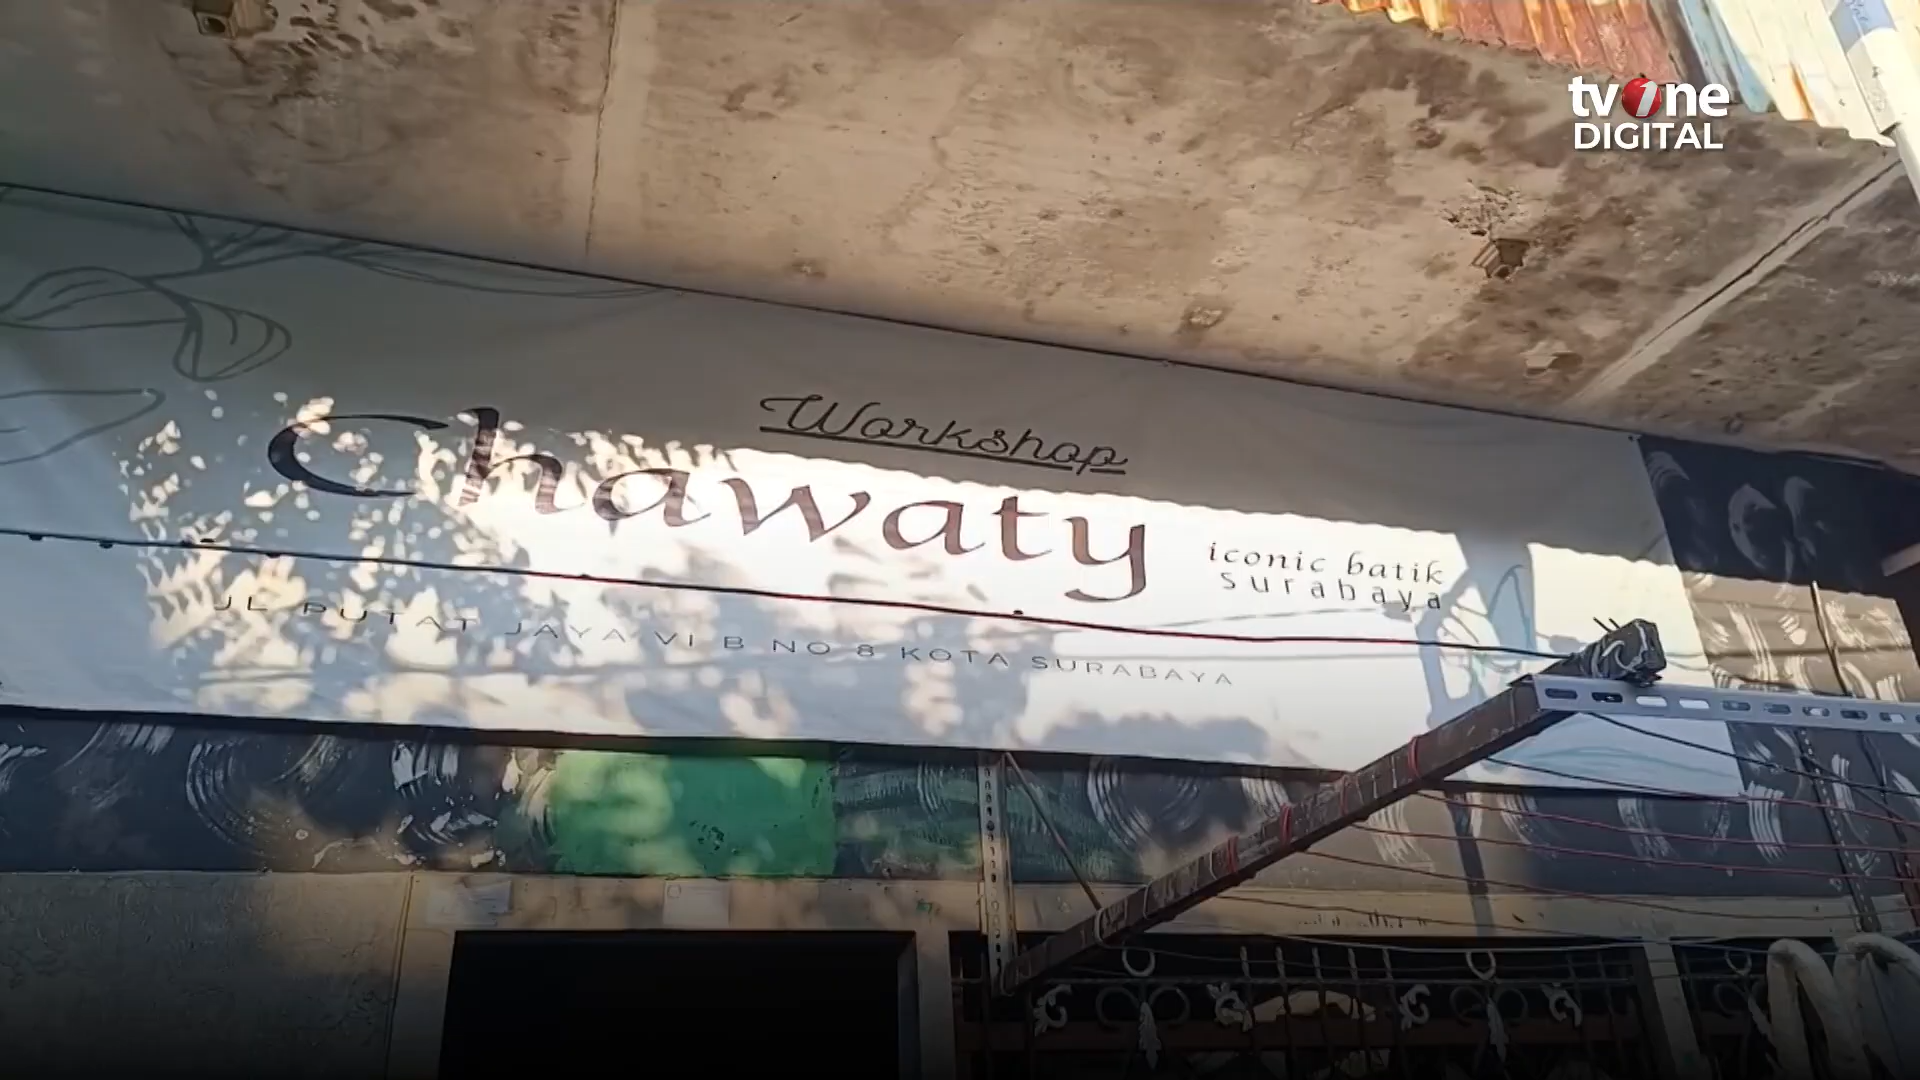 tvOne
DIGITAL
Workshop
Chawaty
iconic batik
surabaya
JL PUTAT JAYA VI B NO 8 KOTA SURABAYA